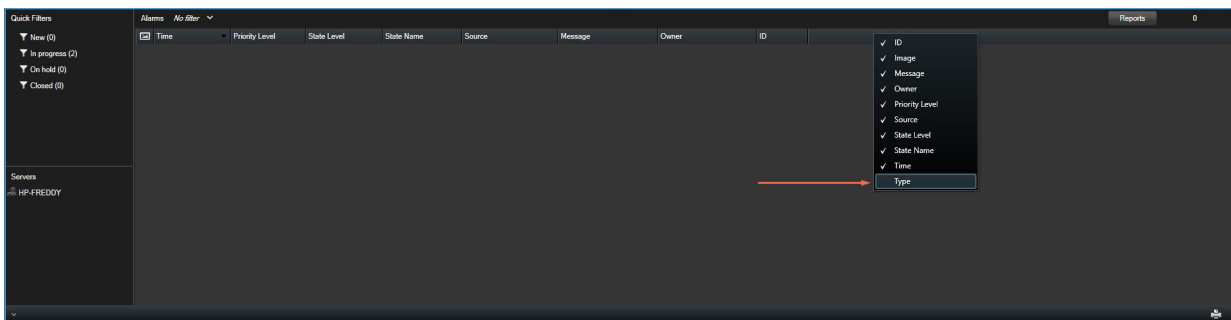 Quick Filters
New (0)
In progress (2)
On hold (0)
Closed (0)
Servers
HP-FREDDY
Alarms No filter
Reports 0
Time Priority Level State Level State Name Source Message Owner ID
ID
Image
Message
Owner
Priority Level
Source
State Level
State Name
Time
Type